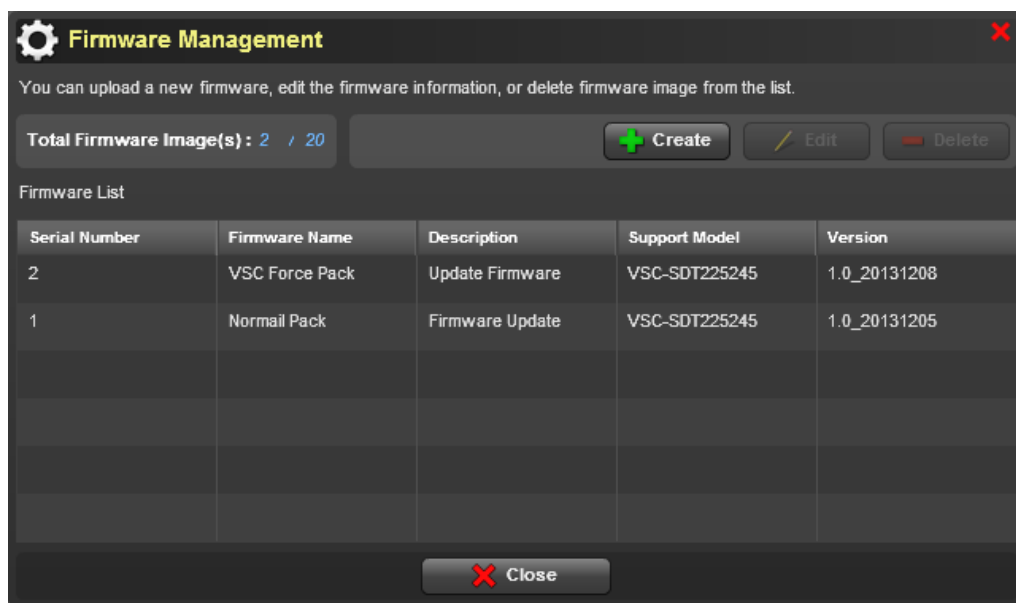 Firmware Management
You can upload a new firmware, edit the firmware information, or delete firmware image from the list.
Total Firmware Image(s) : 2 / 20 Create Edit Delete
Firmware List
Serial Number Firmware Name Description Support Model Version
2 VSC Force Pack Update Firmware VSC-SDT225245 1.0_20131208
1 Normail Pack Firmware Update VSC-SDT225245 1.0_20131205
Close